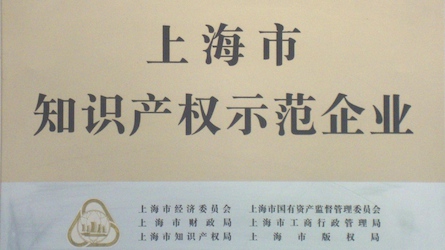 上海市
知识产权示范企业
上海市经济委员会 上海市国有资产监督管理委员会
上海市财政局 上海市工商行政管理局
上海市知识产权局 上海市版权局